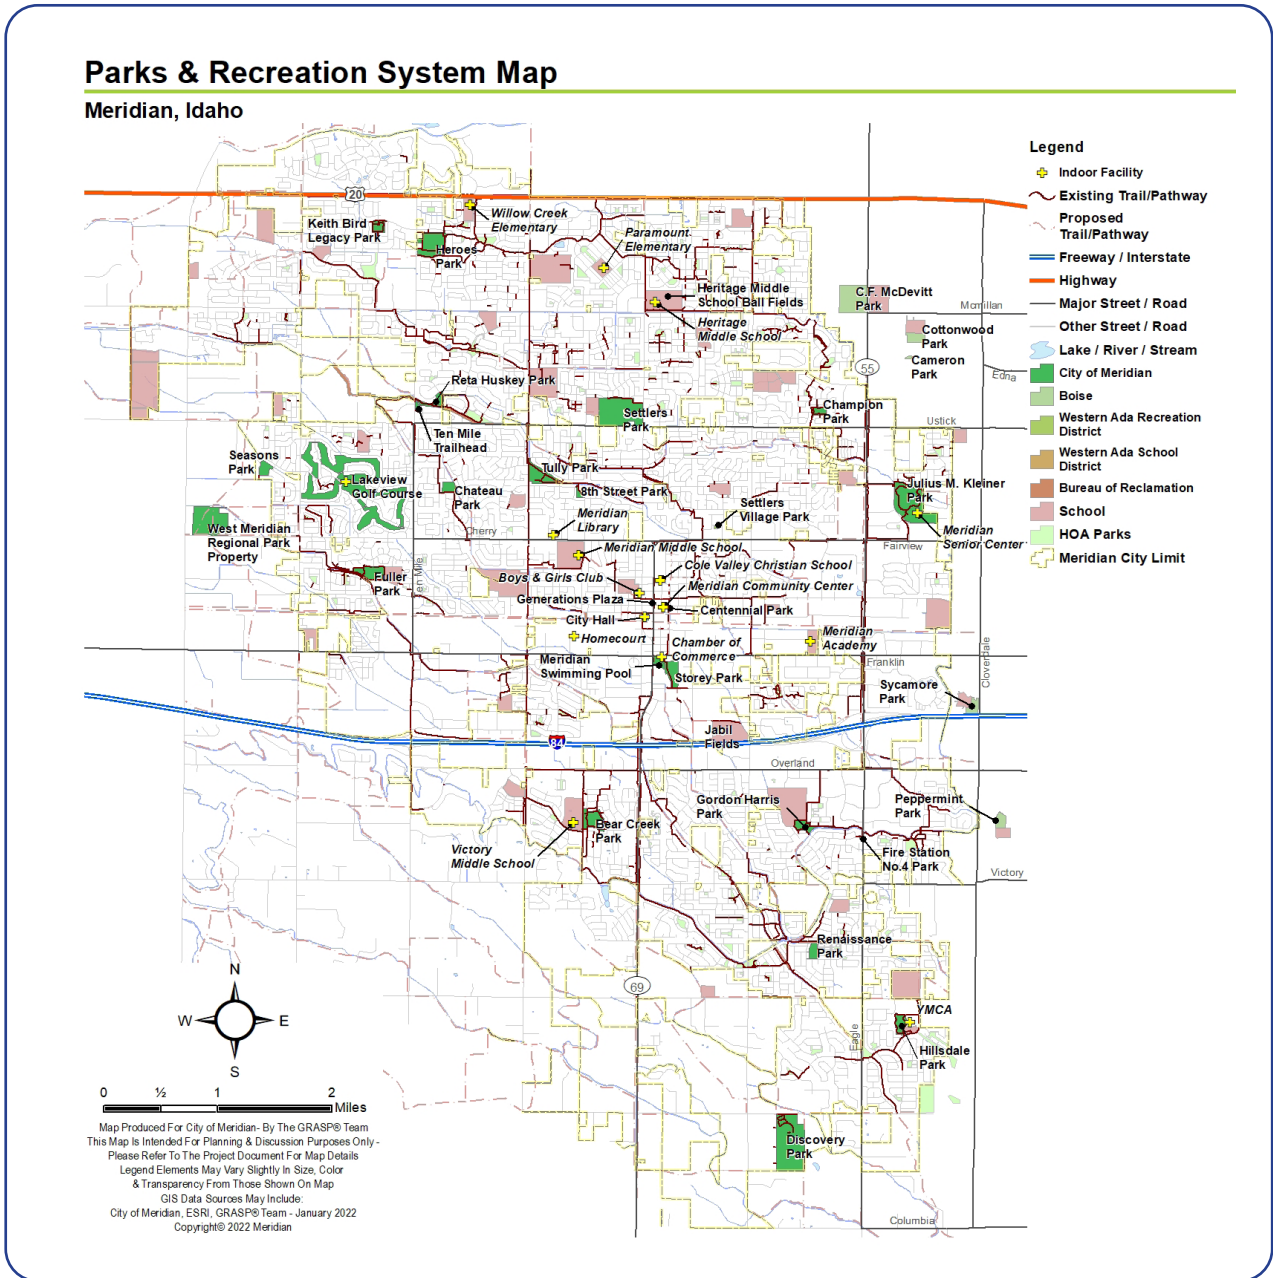 Parks & Recreation System Map
Meridian, Idaho
Legend
Indoor Facility
Existing Trail/Pathway
Proposed
Trail/Pathway
Freeway / Interstate
Highway
Major Street / Road
Other Street / Road
Lake / River / Stream
City of Meridian
Boise
Western Ada Recreation
District
Western Ada School
District
Bureau of Reclamation
School
HOA Parks
Meridian City Limit
20
Keith Bird
Legacy Park
Heroes
Park
Willow Creek
Elementary
Paramount
Elementary
Heritage Middle
School Ball Fields
Heritage
Middle School
C.F. McDevitt
Park
Mcmillan
Cottonwood
Park
Cameron
Park
Edna
55
Reta Huskey Park
Ten Mile
Trailhead
Settlers
Park
Champion
Park
Ustick
Seasons
Park
Lakeview
Golf Course
Chateau
Park
Tully Park
8th Street Park
Settlers
Village Park
Julius M. Kleiner
Park
Meridian
Senior Center
Meridian
Library
West Meridian
Regional Park
Property
Cherry
Fairview
Meridian Middle School
Cole Valley Christian School
Boys & Girls Club
Meridian Community Center
Fuller
Park
Ten Mile
Generations Plaza
Centennial Park
City Hall
Homecourt
Chamber of
Commerce
Meridian
Academy
Meridian
Swimming Pool
Storey Park
Franklin
Cloverdale
Sycamore
Park
Jabil
Fields
84
Overland
Gordon Harris
Park
Peppermint
Park
Bear Creek
Park
Victory
Middle School
Fire Station
No.4 Park
Victory
Renaissance
Park
69
YMCA
Eagle
Hillsdale
Park
Discovery
Park
Columbia
N
W
E
S
0 ½ 1 2
Miles
Map Produced For City of Meridian- By The GRASP® Team
This Map Is Intended For Planning & Discussion Purposes Only -
Please Refer To The Project Document For Map Details
Legend Elements May Vary Slightly In Size, Color
& Transparency From Those Shown On Map
GIS Data Sources May Include:
City of Meridian, ESRI, GRASP® Team - January 2022
Copyright© 2022 Meridian